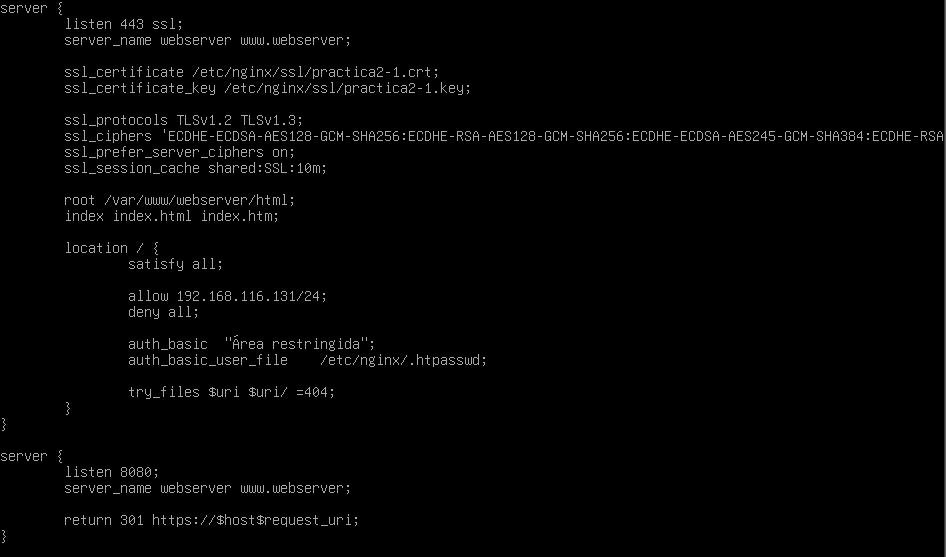 server {
listen 443 ssl;
server_name webserver www.webserver;
ssl_certificate /etc/nginx/ssl/practica2-1.crt;
ssl_certificate_key /etc/nginx/ssl/practica2-1.key;
ssl_protocols TLSv1.2 TLSv1.3;
ssl_ciphers 'ECDHE-ECDSA-AES128-GCM-SHA256:ECDHE-RSA-AES128-GCM-SHA256:ECDHE-ECDSA-AES245-GCM-SHA384:ECDHE-RSA
ssl_prefer_server_ciphers on;
ssl_session_cache shared:SSL:10m;
root /var/www/webserver/html;
index index.html index.htm;
location / {
satisfy all;
allow 192.168.116.131/24;
deny all;
auth_basic "Área restringida";
auth_basic_user_file /etc/nginx/.htpasswd;
try_files $uri $uri/ =404;
}
}
server {
listen 8080;
server_name webserver www.webserver;
return 301 https://$host$request_uri;
}